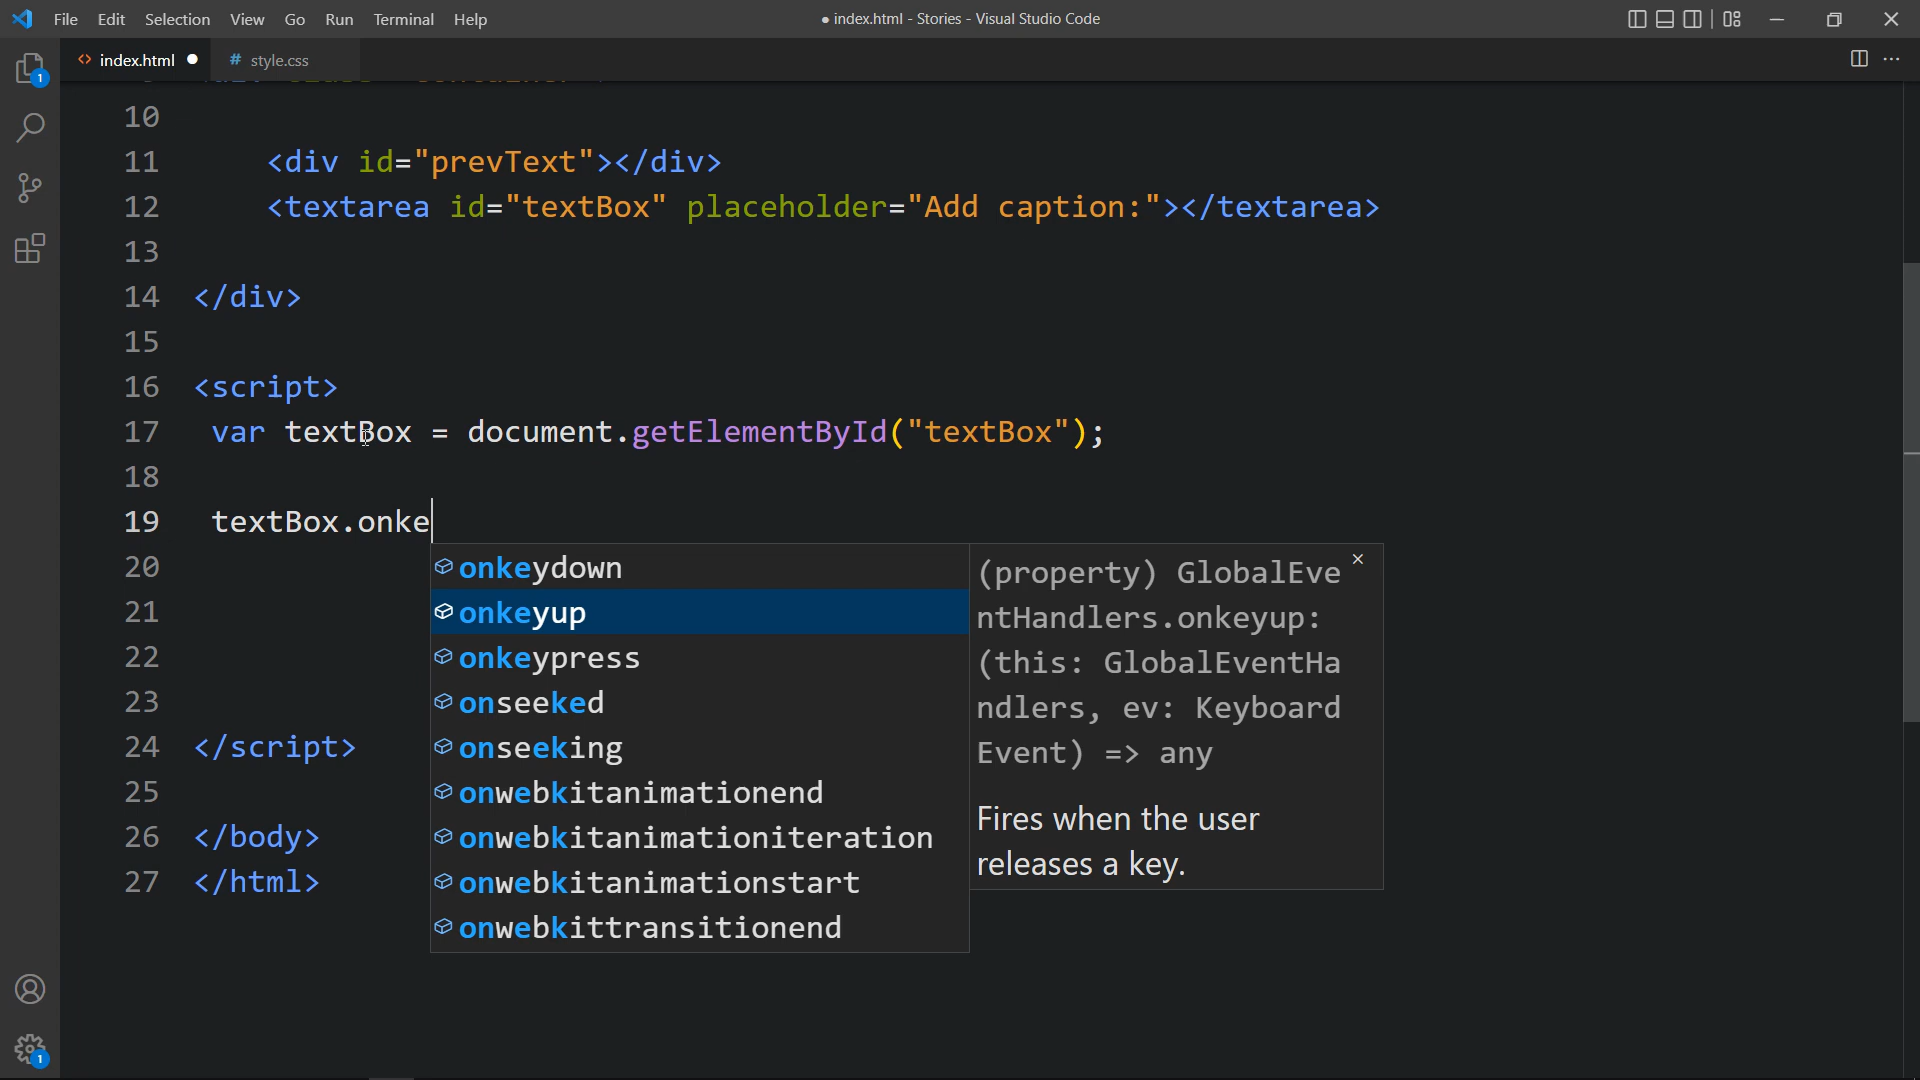 File Edit Selection View Go Run Terminal Help ● index.html - Stories - Visual Studio Code
<> index.html ● # style.css ...
10
11 <div id="prevText"></div>
12 <textarea id="textBox" placeholder="Add caption:"></textarea>
13
14 </div>
15
16 <script>
17 var textBox = document.getElementById("textBox");
18
19 textBox.onke
20 onkeydown
21 onkeyup
22 onkeypress
23 onseeked
24 </script> onseeking
25 onwebkitanimationend
26 </body> onwebkitanimationiteration
27 </html> onwebkitanimationstart
onwebkittransitionend
(property) GlobalEve
ntHandlers.onkeyup:
(this: GlobalEventHa
ndlers, ev: Keyboard
Event) => any
Fires when the user
releases a key.
1
1